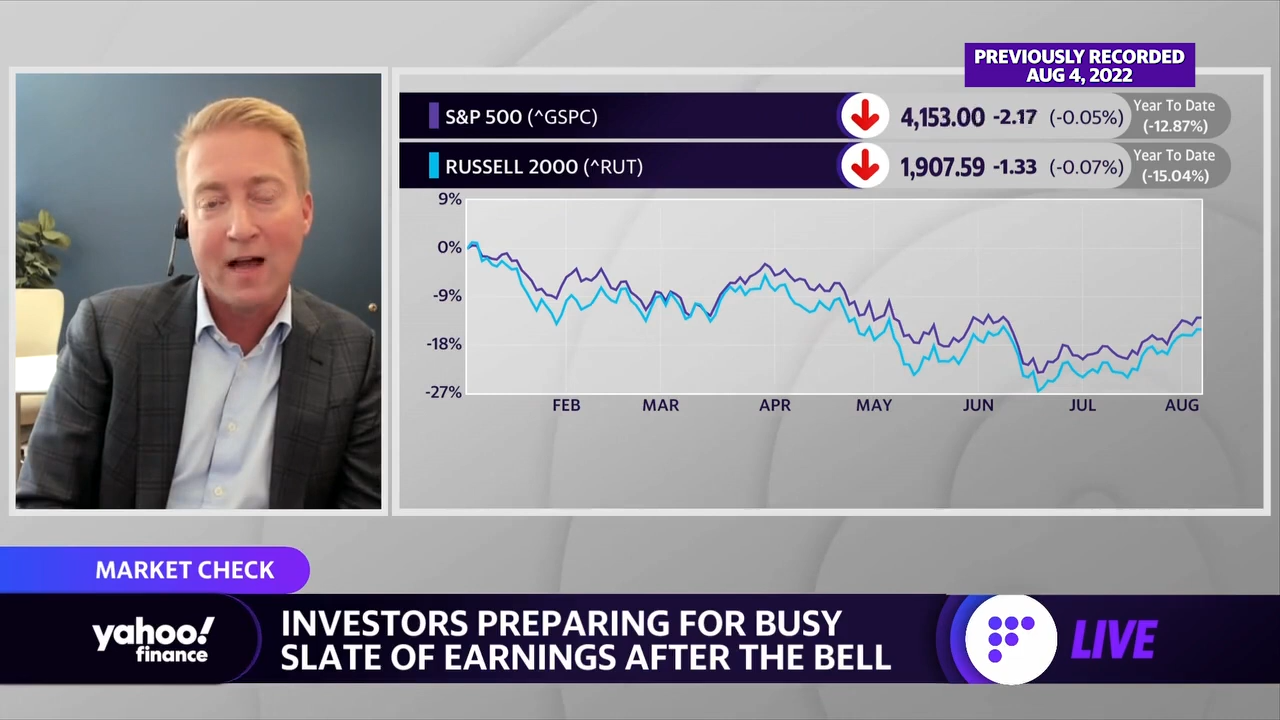 PREVIOUSLY RECORDED
AUG 4, 2022
S&P 500 (^GSPC) 4,153.00 -2.17 (-0.05%) Year To Date (-12.87%)
RUSSELL 2000 (^RUT) 1,907.59 -1.33 (-0.07%) Year To Date (-15.04%)
9%
0%
-9%
-18%
-27%
FEB MAR APR MAY JUN JUL AUG
MARKET CHECK
yahoo!
finance
INVESTORS PREPARING FOR BUSY
SLATE OF EARNINGS AFTER THE BELL
LIVE